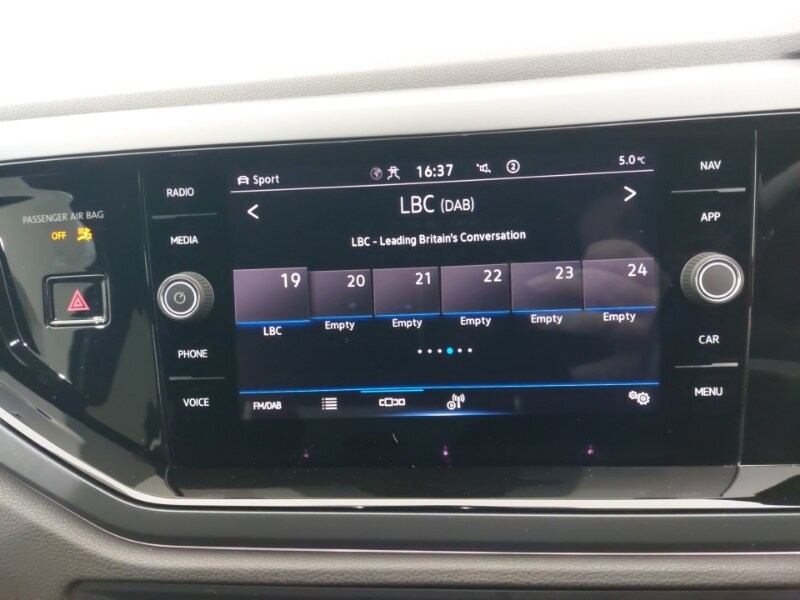 PASSENGER AIR BAG
OFF
RADIO
MEDIA
PHONE
VOICE
Sport 16:37 2 5.0°C
< LBC (DAB) >
LBC - Leading Britain's Conversation
19 20 21 22 23 24
LBC Empty Empty Empty Empty Empty
FM/DAB
NAV
APP
CAR
MENU